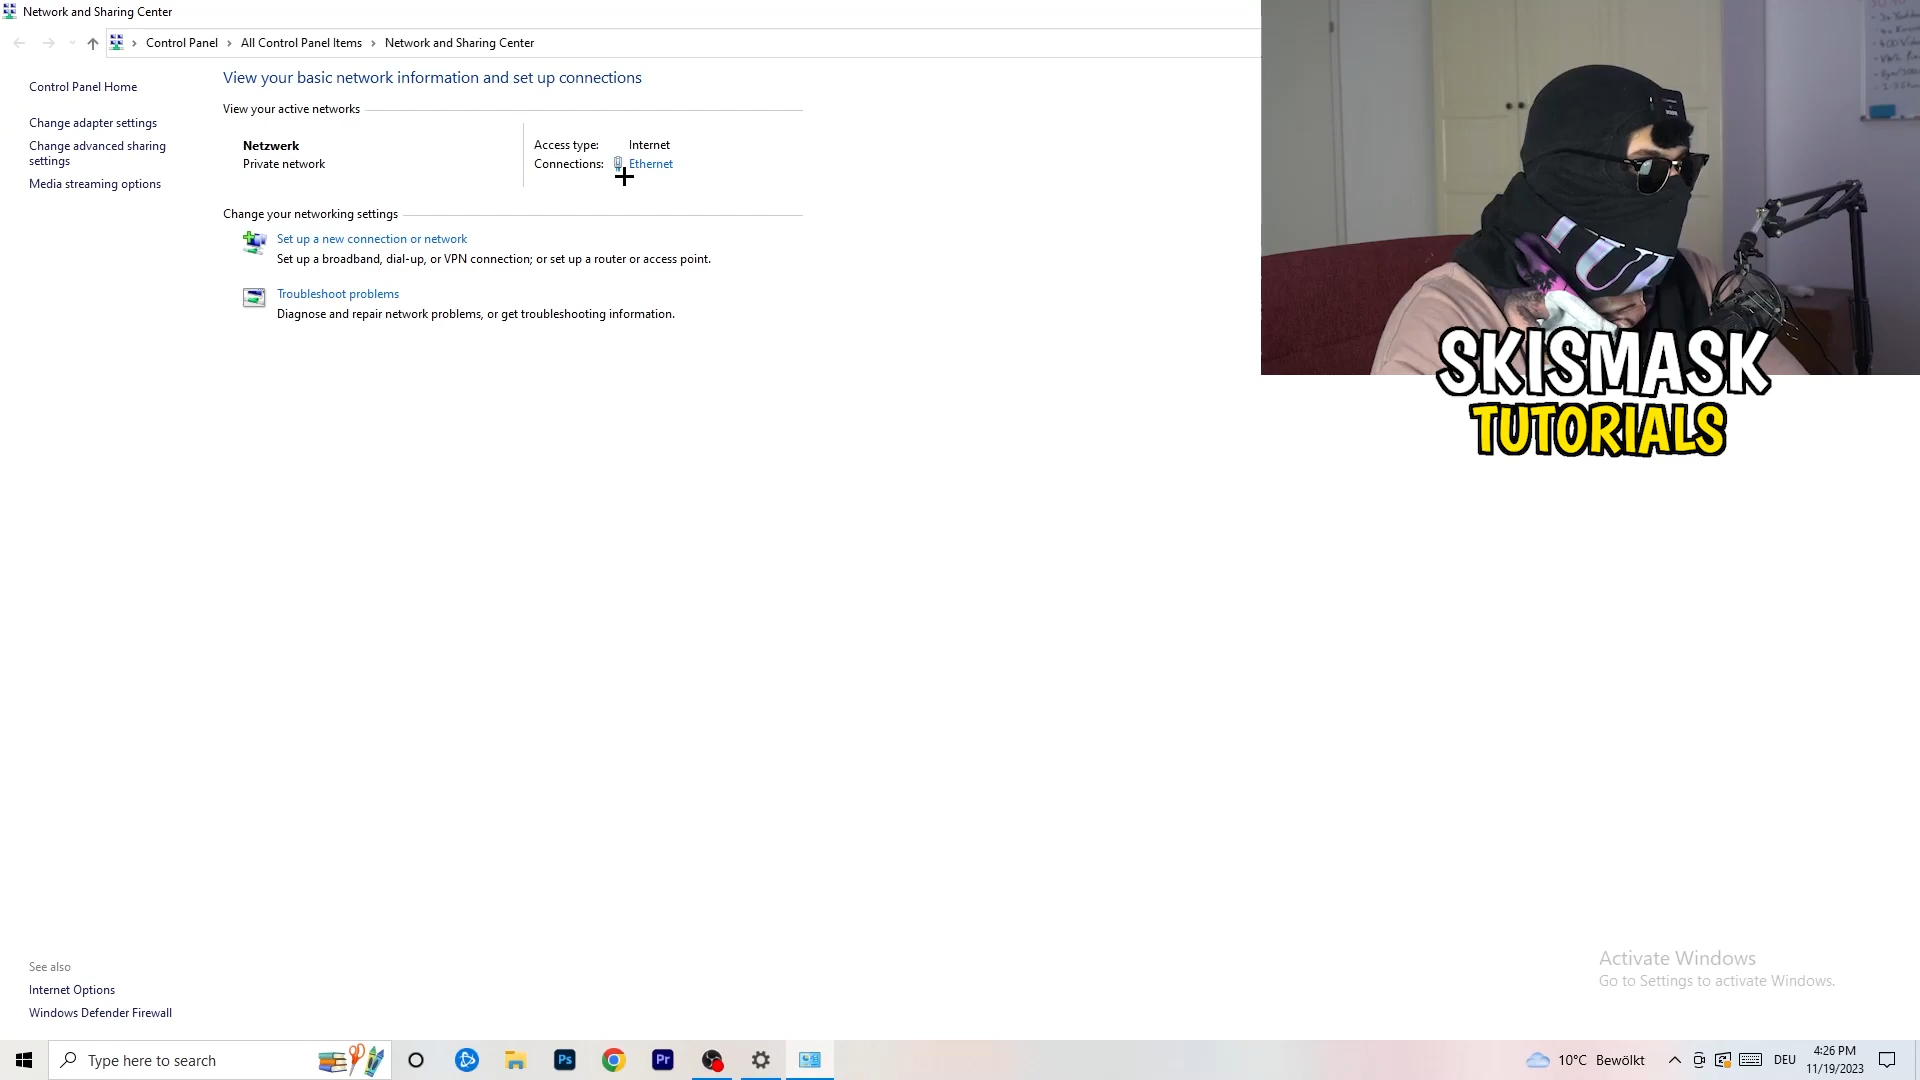 Network and Sharing Center
Control Panel > All Control Panel Items > Network and Sharing Center
Control Panel Home
Change adapter settings
Change advanced sharing
settings
Media streaming options
View your basic network information and set up connections
View your active networks
Netzwerk
Private network
Access type: Internet
Connections: Ethernet
Change your networking settings
Set up a new connection or network
Set up a broadband, dial-up, or VPN connection; or set up a router or access point.
Troubleshoot problems
Diagnose and repair network problems, or get troubleshooting information.
SKISMASK
TUTORIALS
Activate Windows
Go to Settings to activate Windows.
See also
Internet Options
Windows Defender Firewall
Type here to search
Ps
Pr
10°C Bewölkt
DEU
4:26 PM
11/19/2023